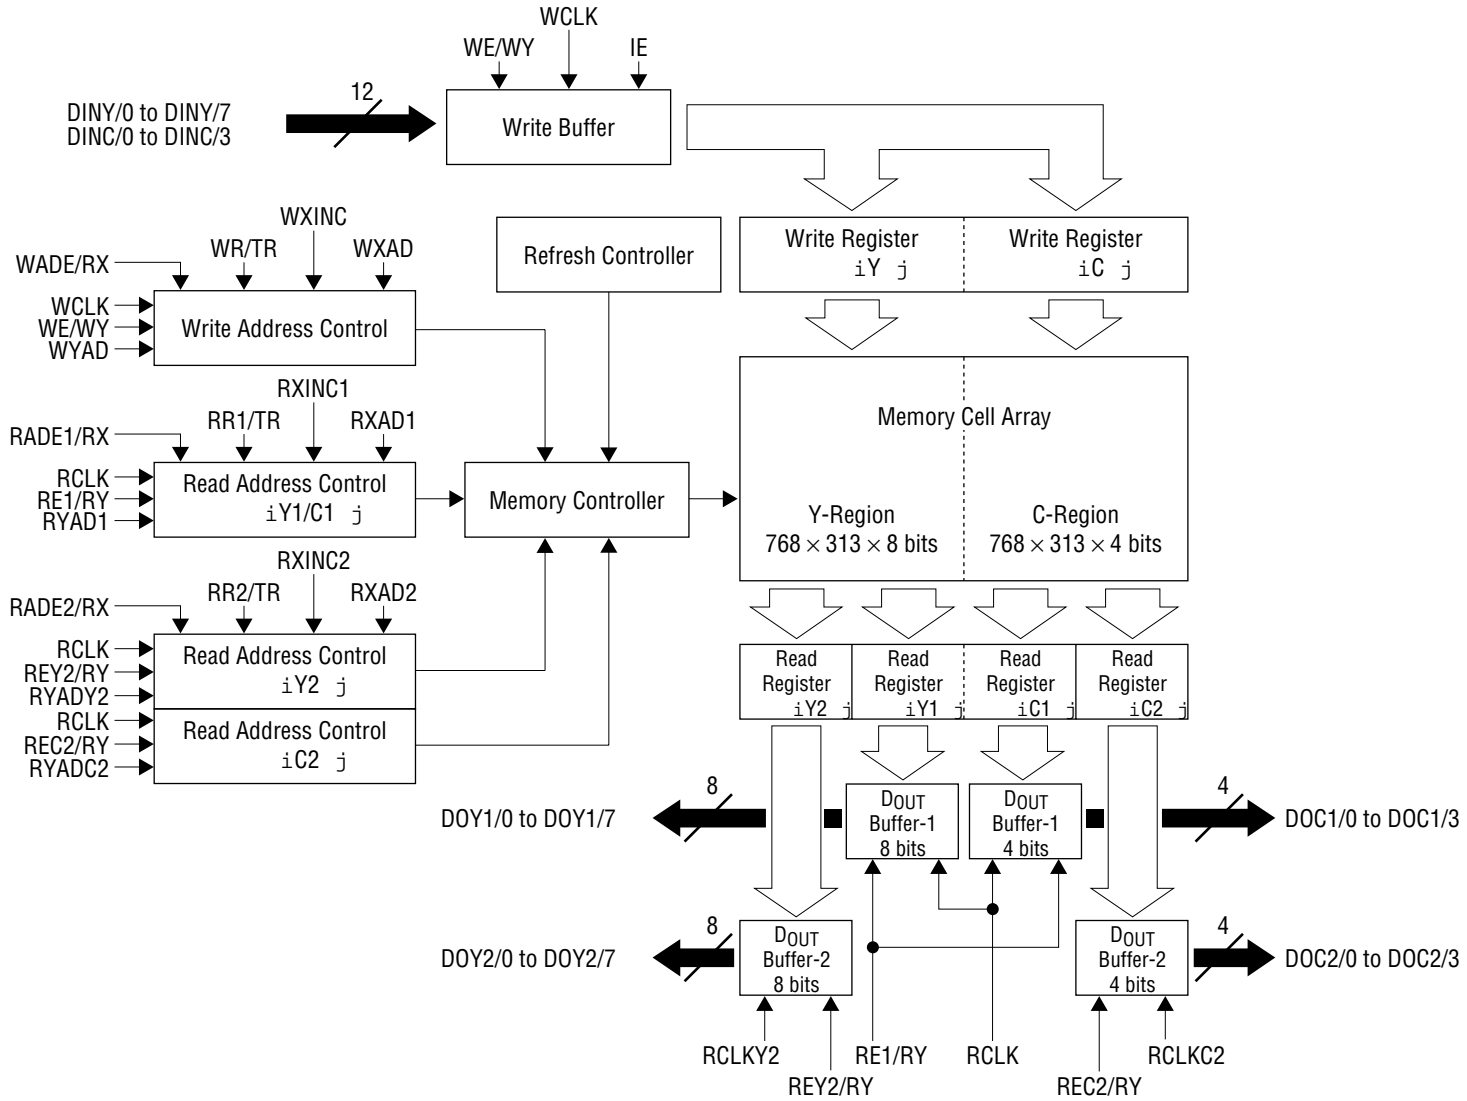 WCLK
WE/WY
IE
12
DINY/0 to DINY/7
DINC/0 to DINC/3
Write Buffer
WXINC
WR/TR
WXAD
WADE/RX
WCLK
WE/WY
WYAD
Write Address Control
Refresh Controller
Write Register
iY j
Write Register
iC j
RXINC1
RR1/TR
RXAD1
RADE1/RX
RCLK
RE1/RY
RYAD1
Read Address Control
iY1/C1 j
Memory Controller
Memory Cell Array
Y-Region
768 × 313 × 8 bits
C-Region
768 × 313 × 4 bits
RXINC2
RR2/TR
RXAD2
RADE2/RX
RCLK
REY2/RY
RYADY2
Read Address Control
iY2 j
RCLK
REC2/RY
RYADC2
Read Address Control
iC2 j
Read
Register
iY2 j
Read
Register
iY1 j
Read
Register
iC1 j
Read
Register
iC2 j
DOY1/0 to DOY1/7
8
DOUT
Buffer-1
8 bits
DOUT
Buffer-1
4 bits
4
DOC1/0 to DOC1/3
DOY2/0 to DOY2/7
8
DOUT
Buffer-2
8 bits
DOUT
Buffer-2
4 bits
4
DOC2/0 to DOC2/3
RCLKY2
RE1/RY
RCLK
RCLKC2
REY2/RY
REC2/RY